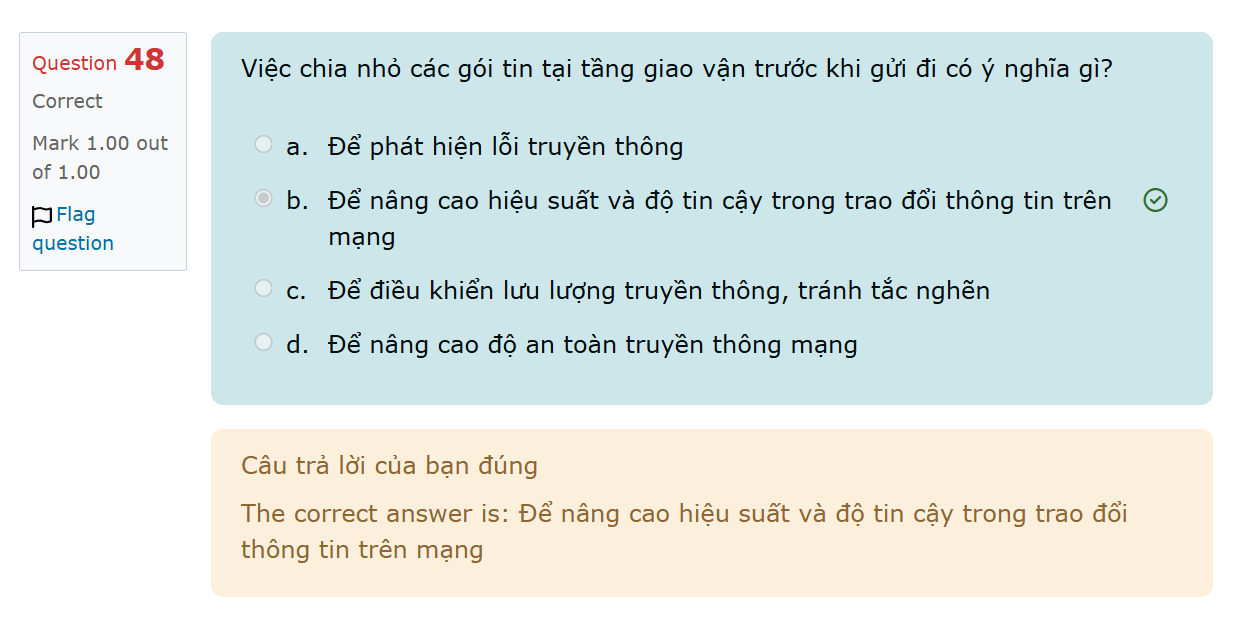 Question 48
Correct
Mark 1.00 out
of 1.00
Flag
question
Việc chia nhỏ các gói tin tại tầng giao vận trước khi gửi đi có ý nghĩa gì?
a. Để phát hiện lỗi truyền thông
b. Để nâng cao hiệu suất và độ tin cậy trong trao đổi thông tin trên
mạng
c. Để điều khiển lưu lượng truyền thông, tránh tắc nghẽn
d. Để nâng cao độ an toàn truyền thông mạng
Câu trả lời của bạn đúng
The correct answer is: Để nâng cao hiệu suất và độ tin cậy trong trao đổi
thông tin trên mạng